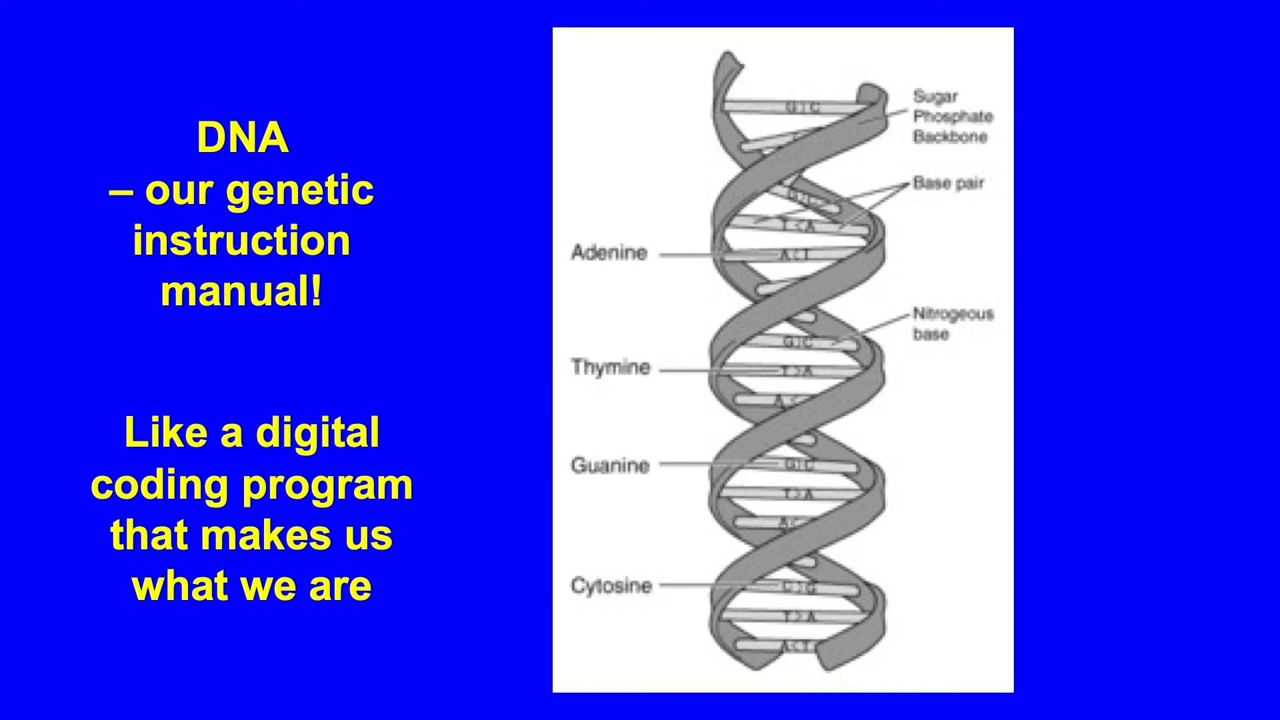 DNA
– our genetic
instruction
manual!
Like a digital
coding program
that makes us
what we are
Sugar
Phosphate
Backbone
Base pair
Adenine
Nitrogeous
base
Thymine
Guanine
Cytosine
G C
T A
A T
G C
T A
A
G C
T A
A
C G
T A
A T